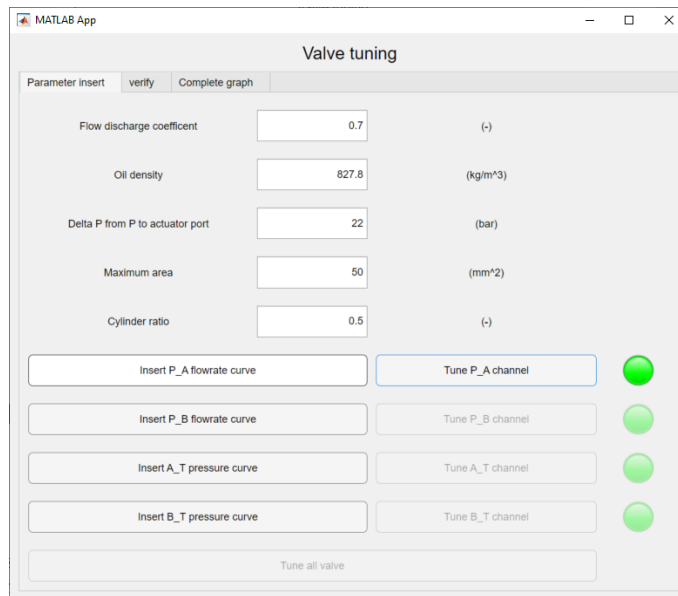 MATLAB App
Valve tuning
Parameter insert verify Complete graph
Flow discharge coefficent 0.7 (-)
Oil density 827.8 (kg/m^3)
Delta P from P to actuator port 22 (bar)
Maximum area 50 (mm^2)
Cylinder ratio 0.5 (-)
Insert P_A flowrate curve Tune P_A channel
Insert P_B flowrate curve Tune P_B channel
Insert A_T pressure curve Tune A_T channel
Insert B_T pressure curve Tune B_T channel
Tune all valve